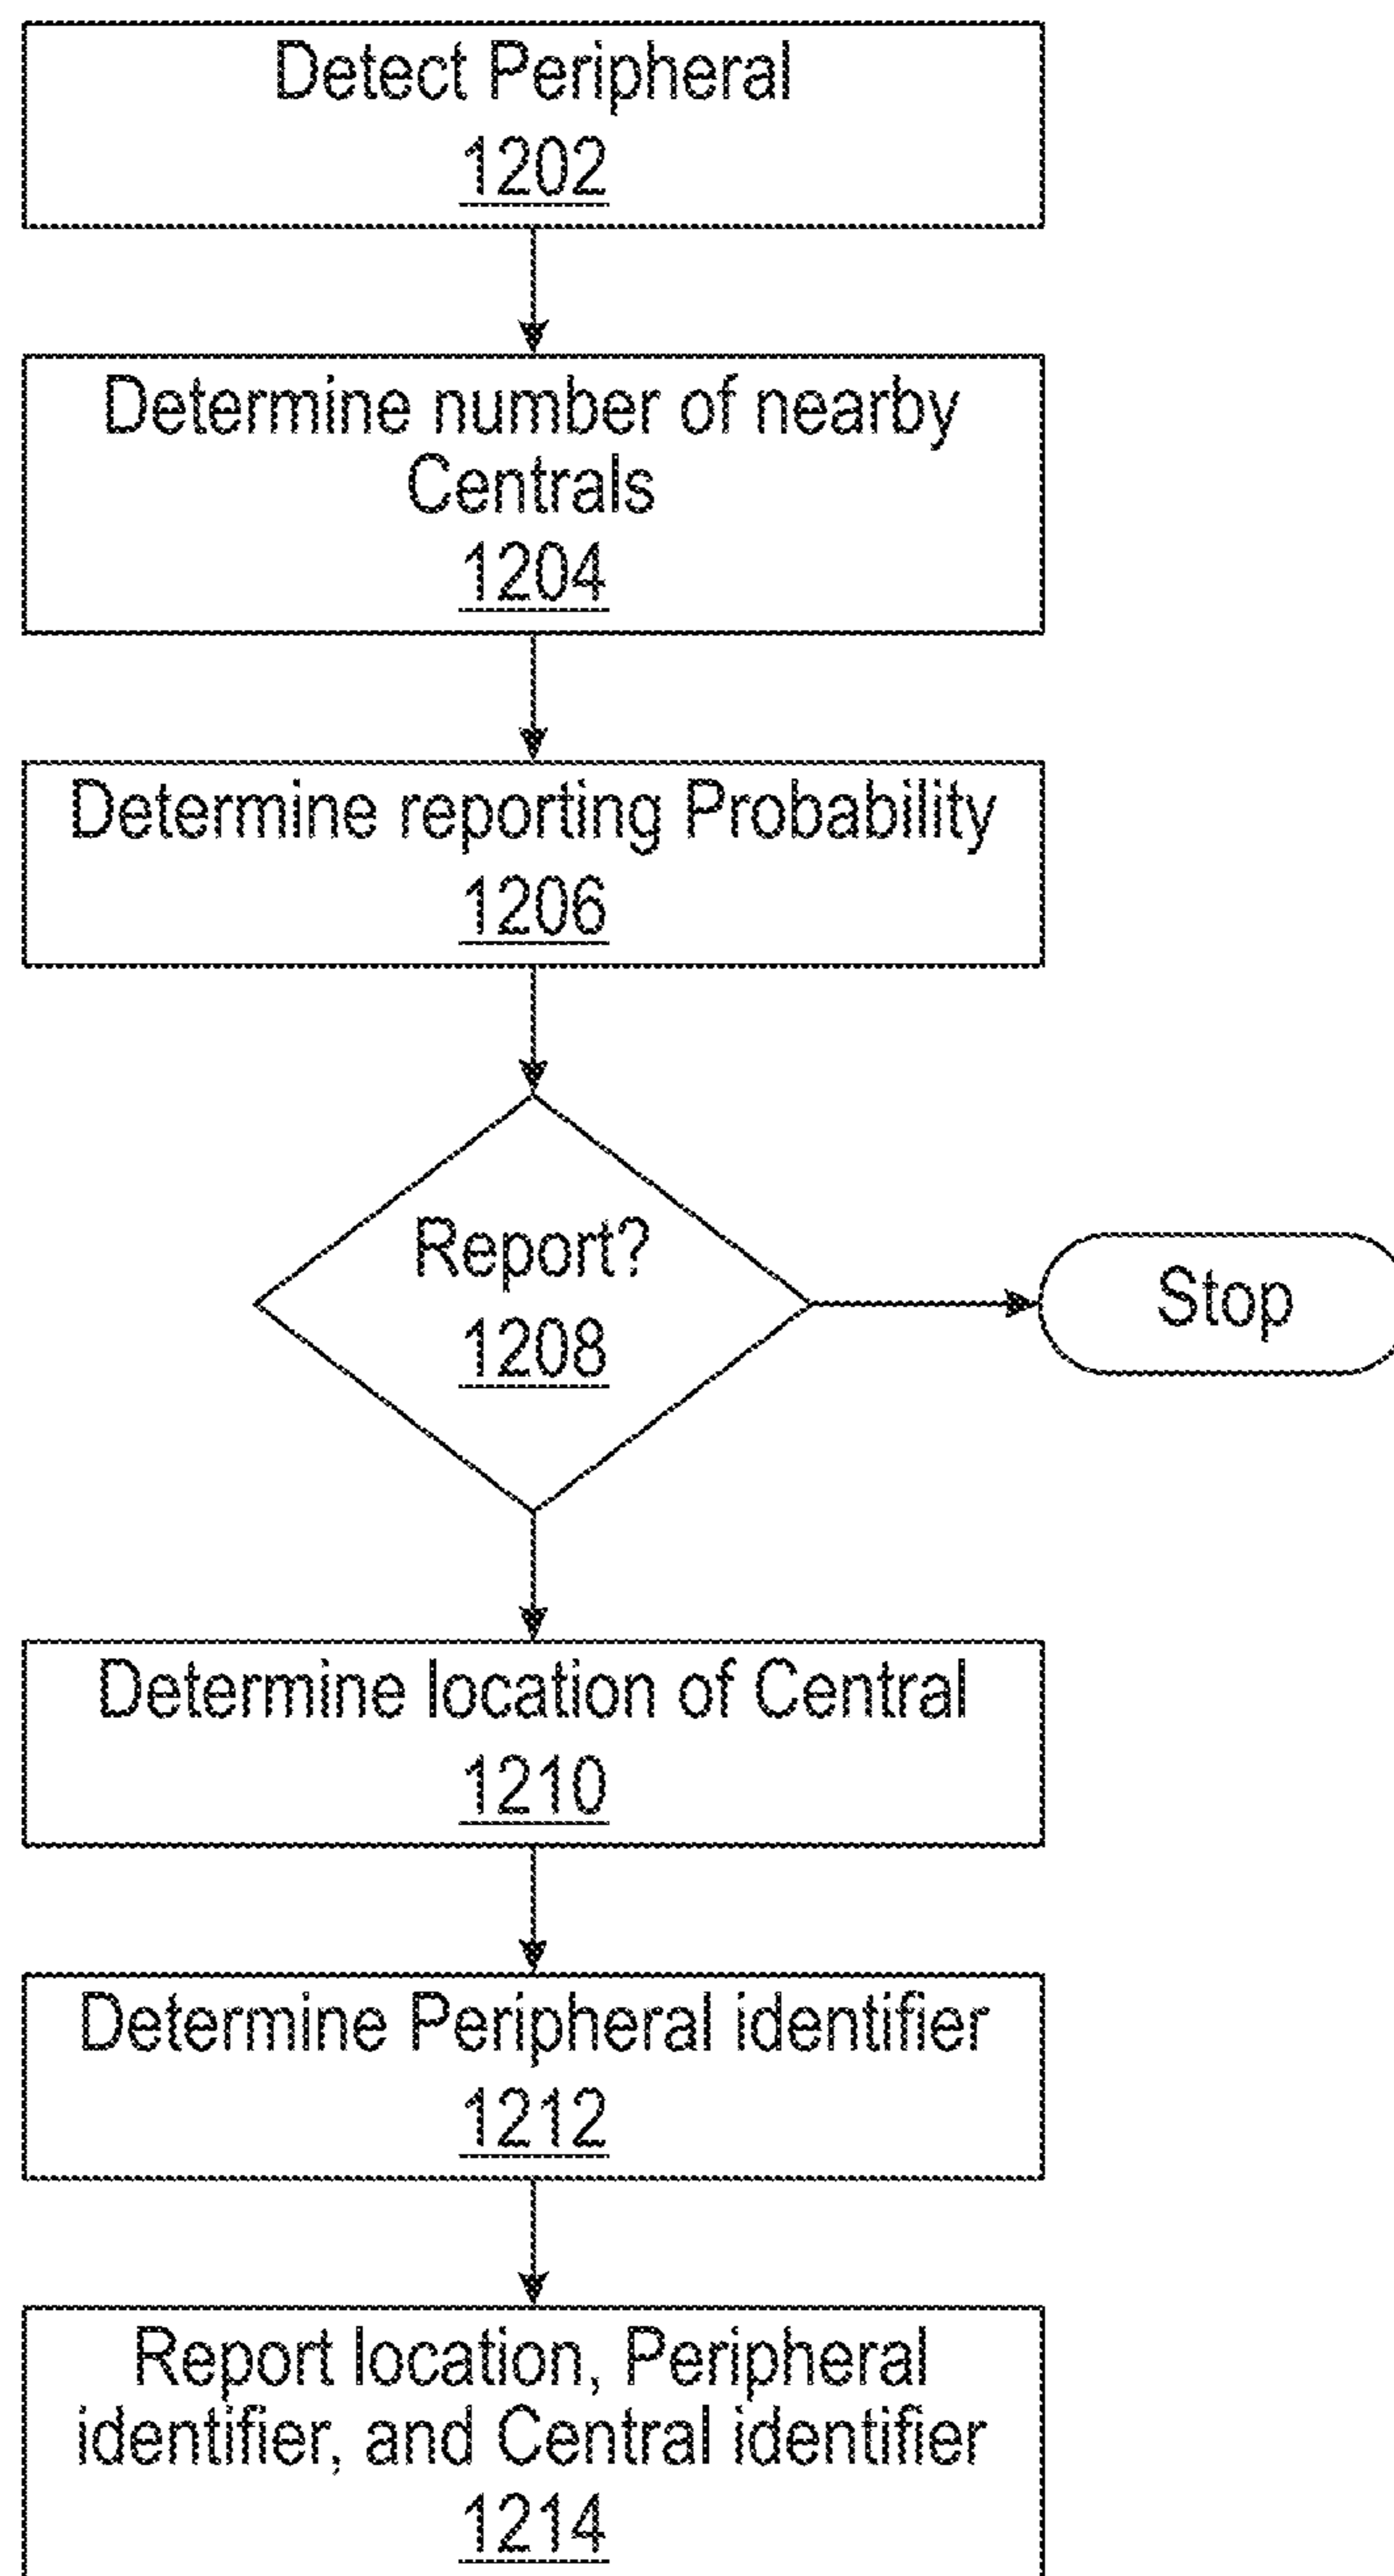 Detect Peripheral
1202
Determine number of nearby
Centrals
1204
Determine reporting Probability
1206
Report?
1208
Stop
Determine location of Central
1210
Determine Peripheral identifier
1212
Report location, Peripheral
identifier, and Central identifier
1214